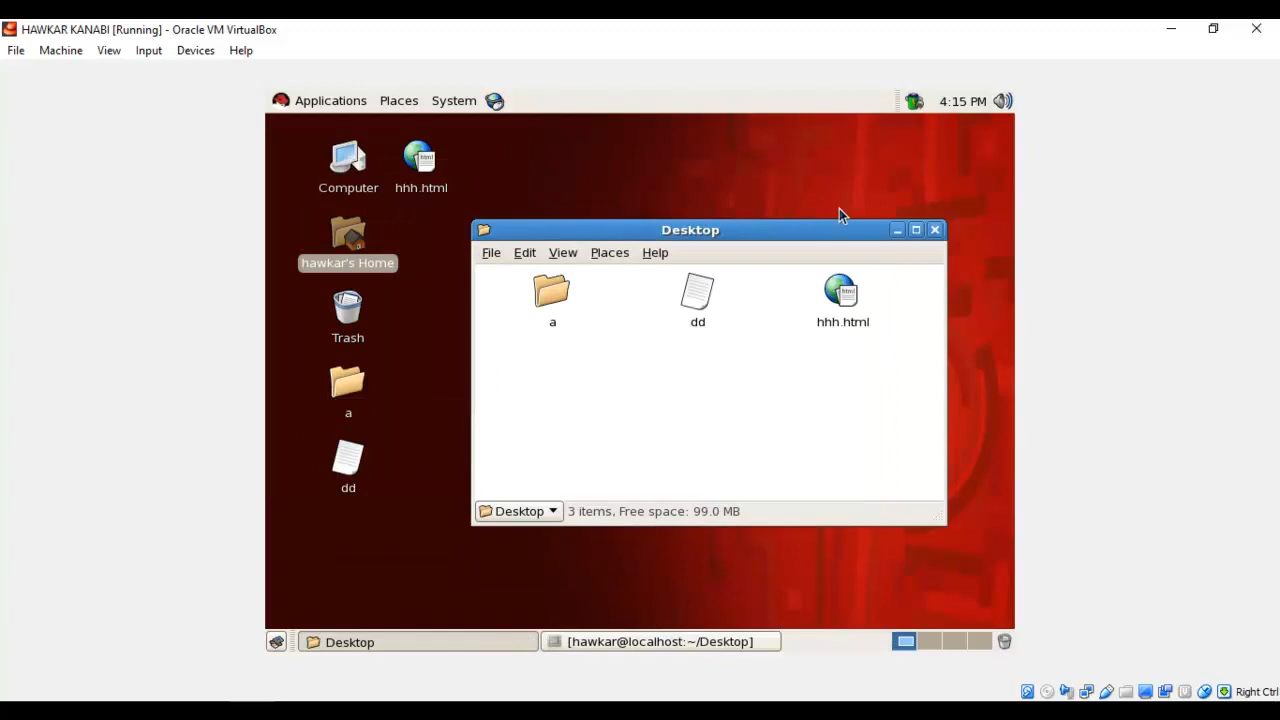 HAWKAR KANABI [Running] - Oracle VM VirtualBox
File Machine View Input Devices Help
Applications Places System 4:15 PM
Computer hhh.html
hawkar's Home
Trash
a
dd
Desktop
File Edit View Places Help
a dd hhh.html
Desktop 3 items, Free space: 99.0 MB
Desktop [hawkar@localhost:~/Desktop]
Right Ctrl